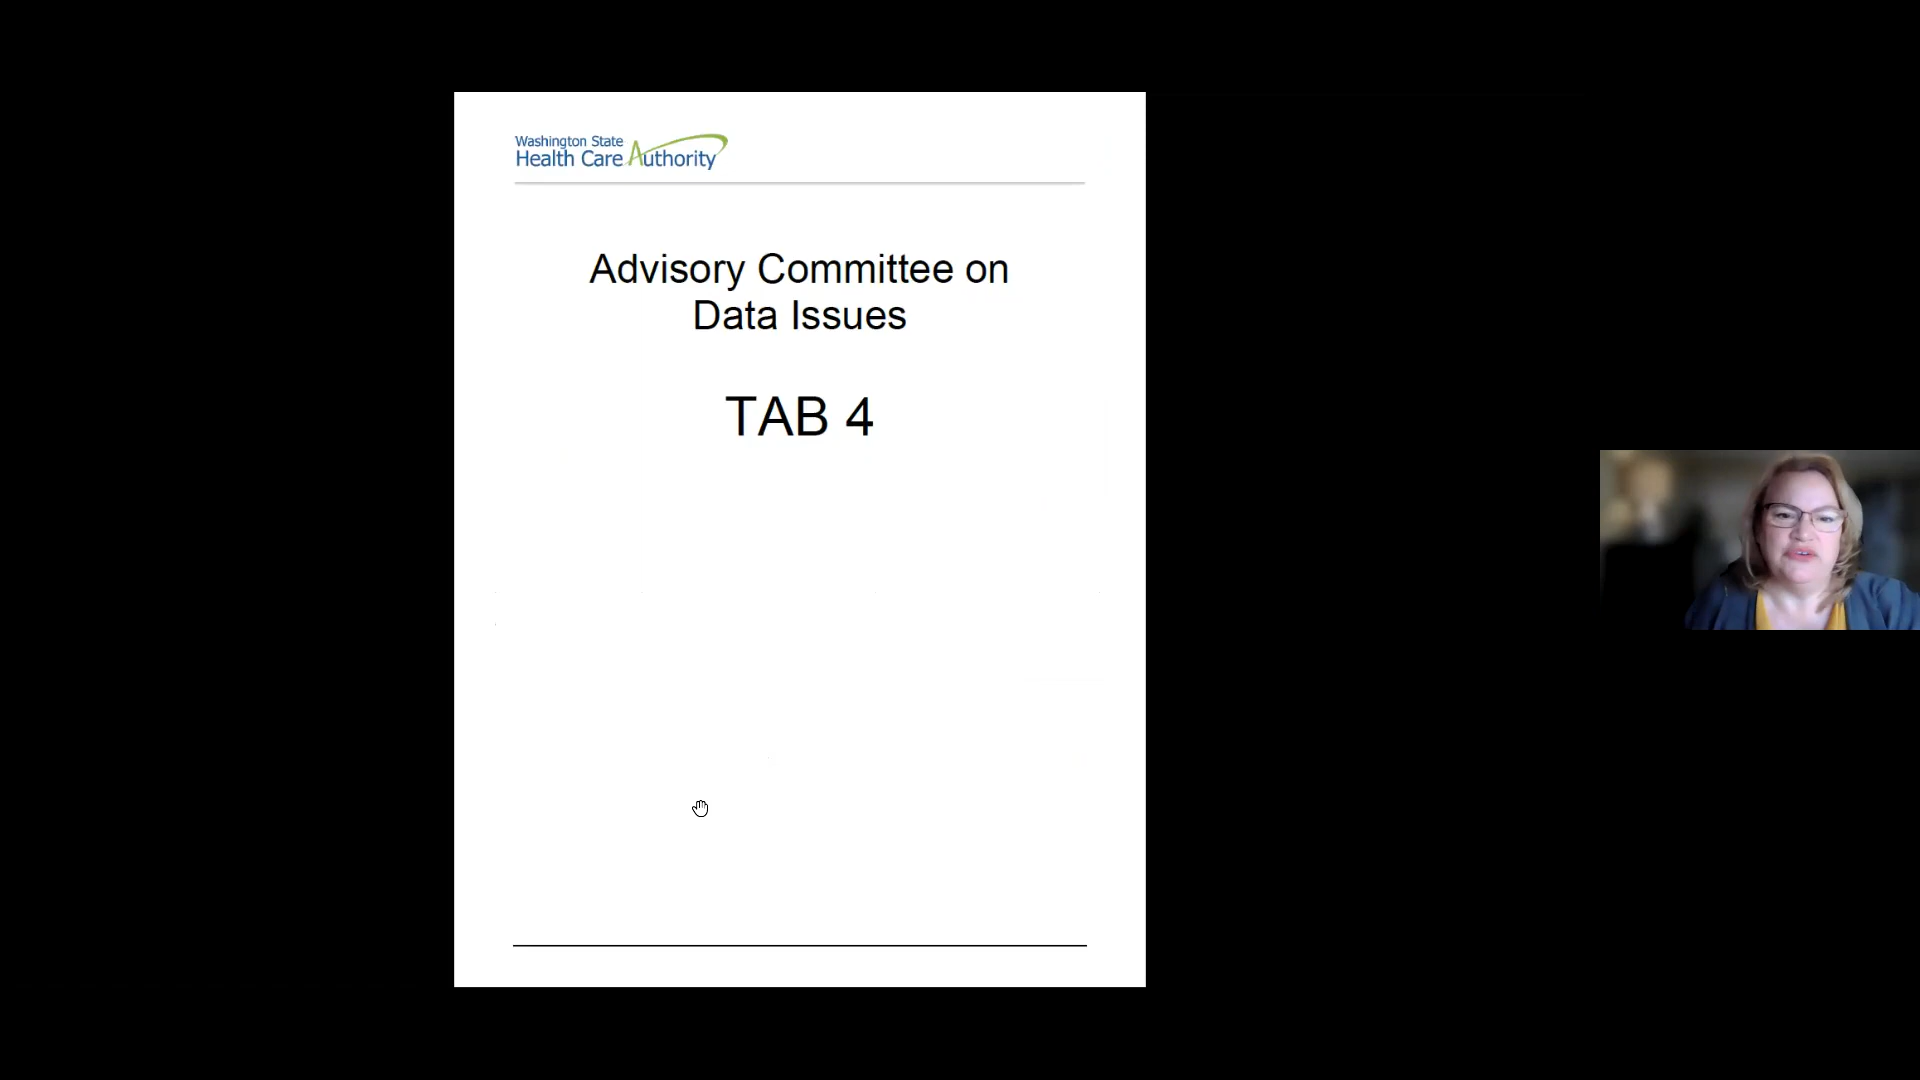 Washington State
Health Care Authority
Advisory Committee on
Data Issues
TAB 4